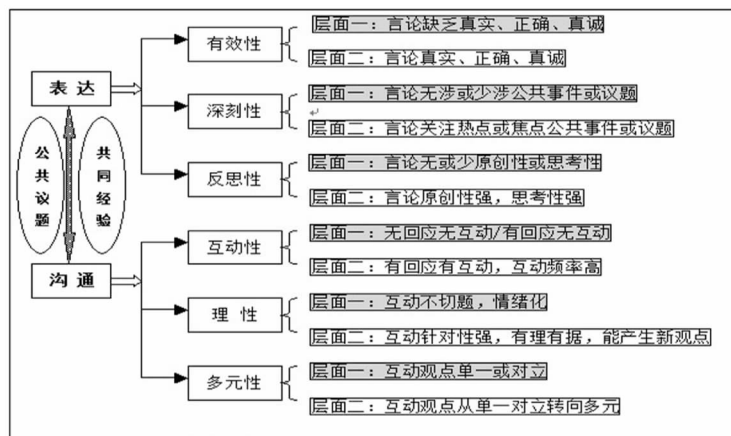 有效性
层面一：言论缺乏真实、正确、真诚
层面二：言论真实、正确、真诚
表 达
深刻性
层面一：言论无涉或少涉公共事件或议题
层面二：言论关注热点或焦点公共事件或议题
公共议题
共同经验
反思性
层面一：言论无或少原创性或思考性
层面二：言论原创性强，思考性强
互动性
层面一：无回应无互动/有回应无互动
层面二：有回应有互动，互动频率高
沟 通
理 性
层面一：互动不切题，情绪化
层面二：互动针对性强，有理有据，能产生新观点
多元性
层面一：互动观点单一或对立
层面二：互动观点从单一对立转向多元